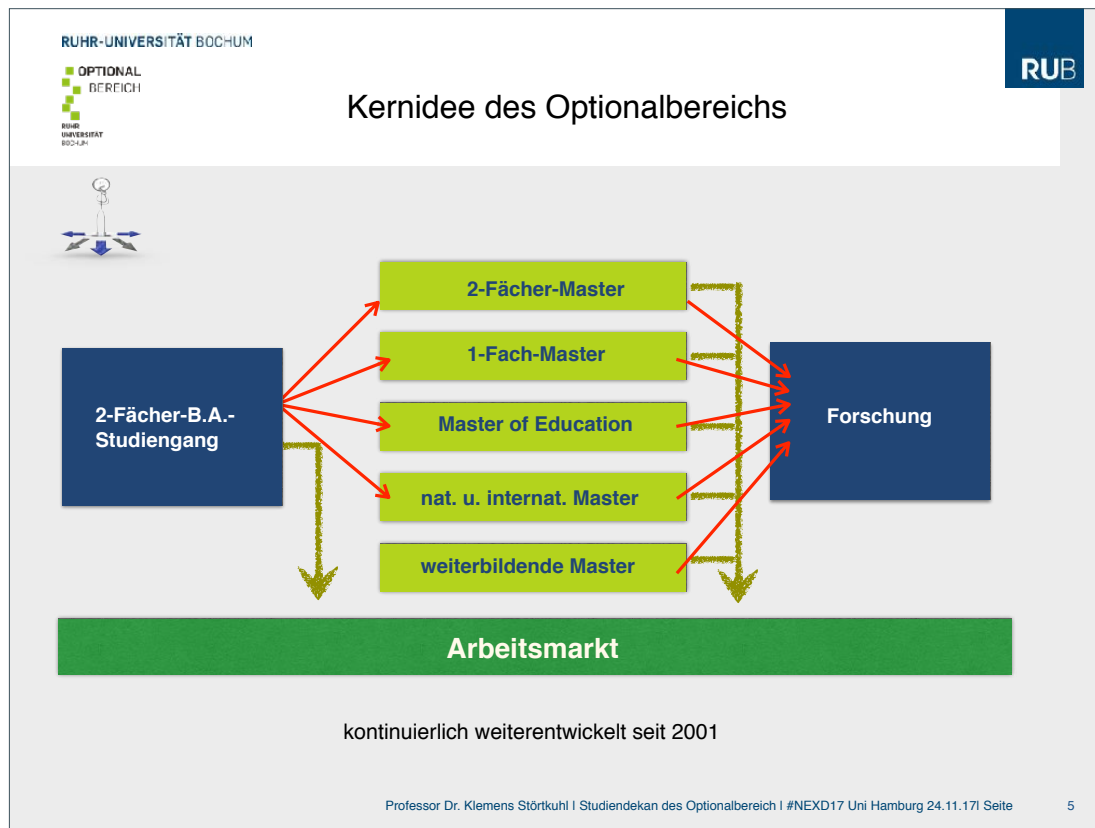 RUHR-UNIVERSITÄT BOCHUM
OPTIONAL
BEREICH
RUHR
UNIVERSITÄT
BOCHUM
RUB
Kernidee des Optionalbereichs
2-Fächer-B.A.-
Studiengang
2-Fächer-Master
1-Fach-Master
Master of Education
nat. u. internat. Master
weiterbildende Master
Forschung
Arbeitsmarkt
kontinuierlich weiterentwickelt seit 2001
Professor Dr. Klemens Störtkuhl I Studiendekan des Optionalbereich I #NEXD17 Uni Hamburg 24.11.17I Seite 5